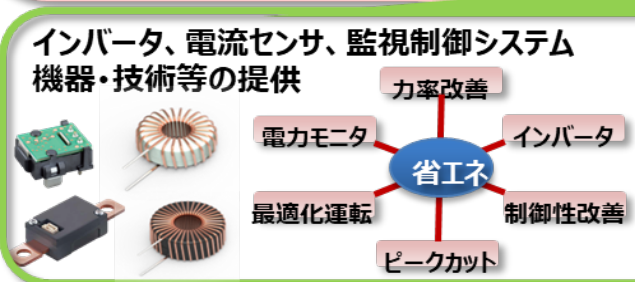 インバータ、電流センサ、監視制御システム
機器・技術等の提供
力率改善
電力モニタ
インバータ
省エネ
最適化運転
制御性改善
ピークカット